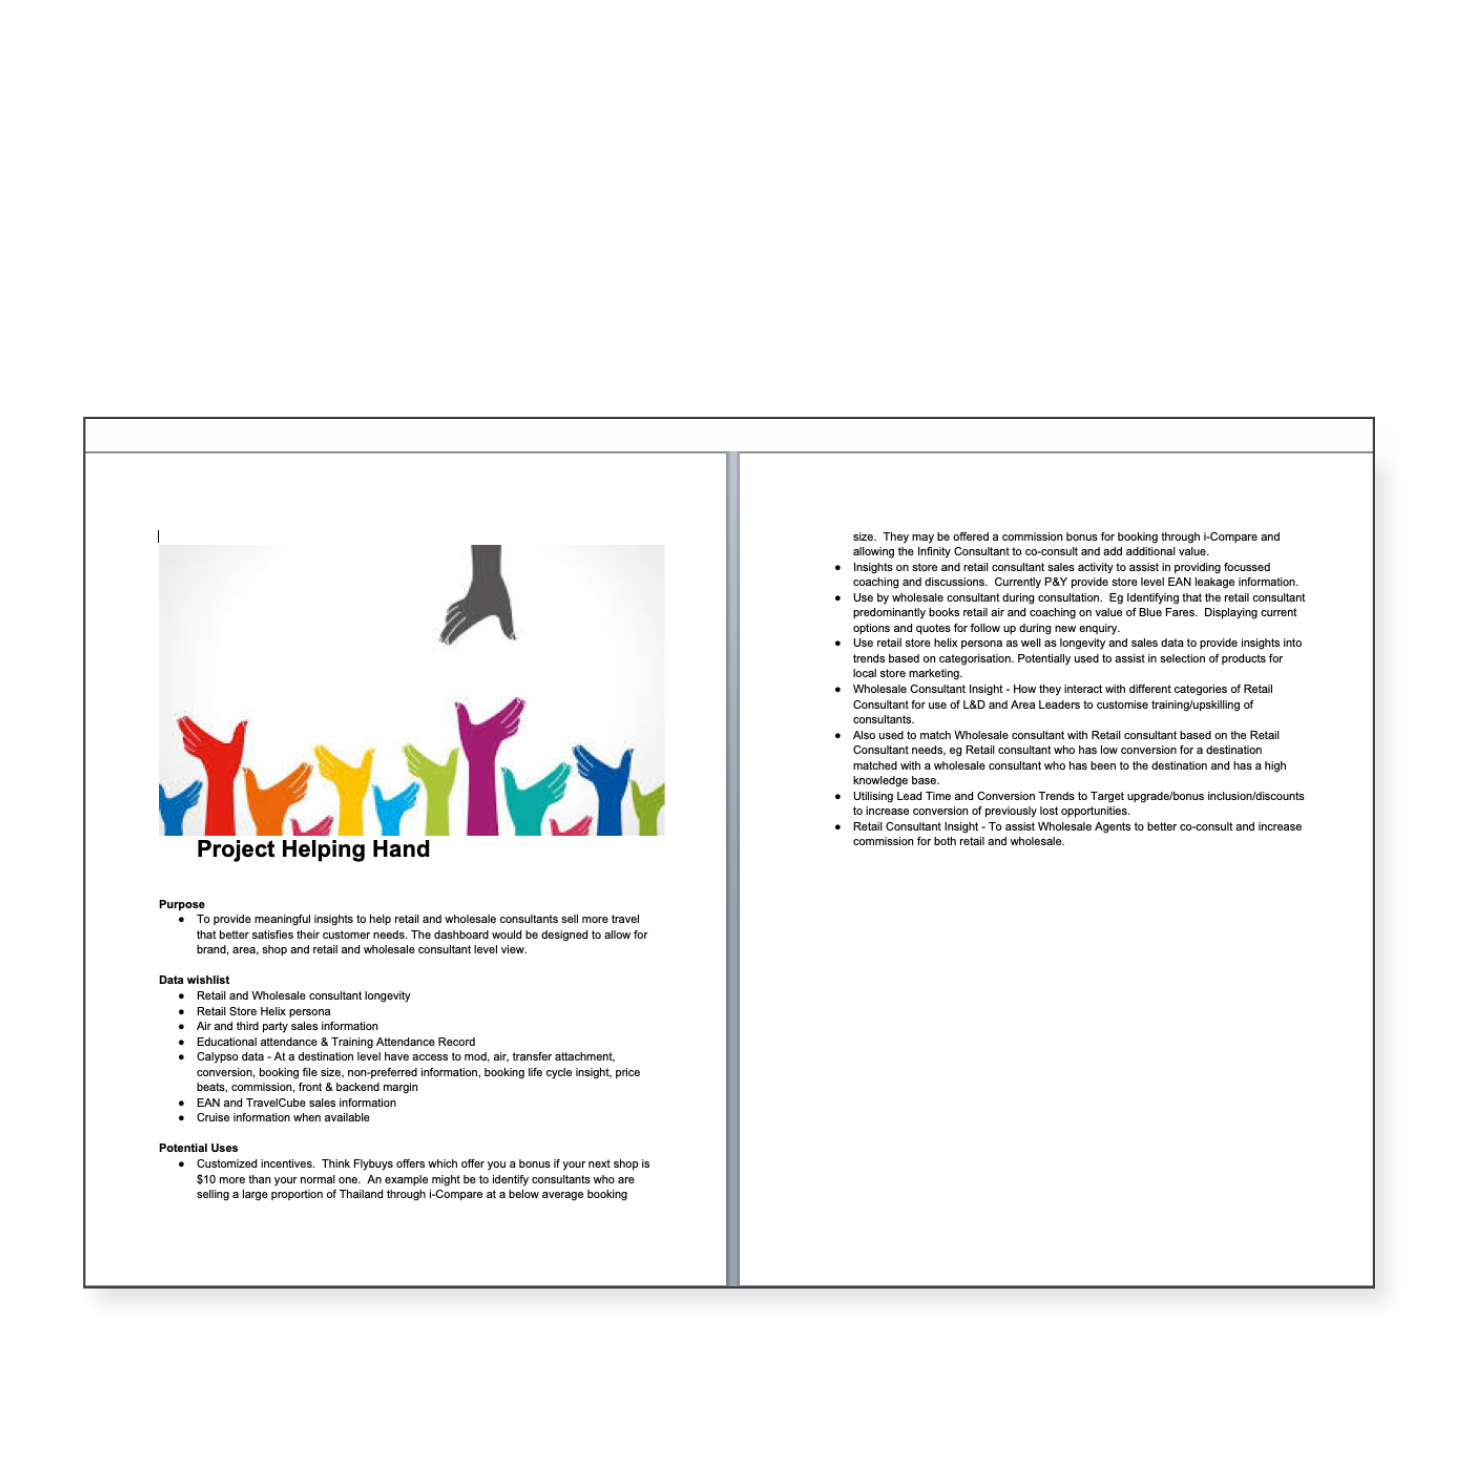 Project Helping Hand
Purpose
● To provide meaningful insights to help retail and wholesale consultants sell more travel
that better satisfies their customer needs. The dashboard would be designed to allow for
brand, area, shop and retail and wholesale consultant level view.
Data wishlist
● Retail and Wholesale consultant longevity
● Retail Store Helix persona
● Air and third party sales information
● Educational attendance & Training Attendance Record
● Calypso data - At a destination level have access to mod, air, transfer attachment,
conversion, booking file size, non-preferred information, booking life cycle insight, price
beats, commission, front & backend margin
● EAN and TravelCube sales information
● Cruise information when available
Potential Uses
● Customized incentives.  Think Flybuys offers which offer you a bonus if your next shop is
$10 more than your normal one.  An example might be to identify consultants who are
selling a large proportion of Thailand through i-Compare at a below average booking
size.  They may be offered a commission bonus for booking through i-Compare and
allowing the Infinity Consultant to co-consult and add additional value.
● Insights on store and retail consultant sales activity to assist in providing focussed
coaching and discussions.  Currently P&Y provide store level EAN leakage information.
● Use by wholesale consultant during consultation.  Eg Identifying that the retail consultant
predominantly books retail air and coaching on value of Blue Fares.  Displaying current
options and quotes for follow up during new enquiry.
● Use retail store helix persona as well as longevity and sales data to provide insights into
trends based on categorisation. Potentially used to assist in selection of products for
local store marketing.
● Wholesale Consultant Insight - How they interact with different categories of Retail
Consultant for use of L&D and Area Leaders to customise training/upskilling of
consultants.
● Also used to match Wholesale consultant with Retail consultant based on the Retail
Consultant needs, eg Retail consultant who has low conversion for a destination
matched with a wholesale consultant who has been to the destination and has a high
knowledge base.
● Utilising Lead Time and Conversion Trends to Target upgrade/bonus inclusion/discounts
to increase conversion of previously lost opportunities.
● Retail Consultant Insight - To assist Wholesale Agents to better co-consult and increase
commission for both retail and wholesale.